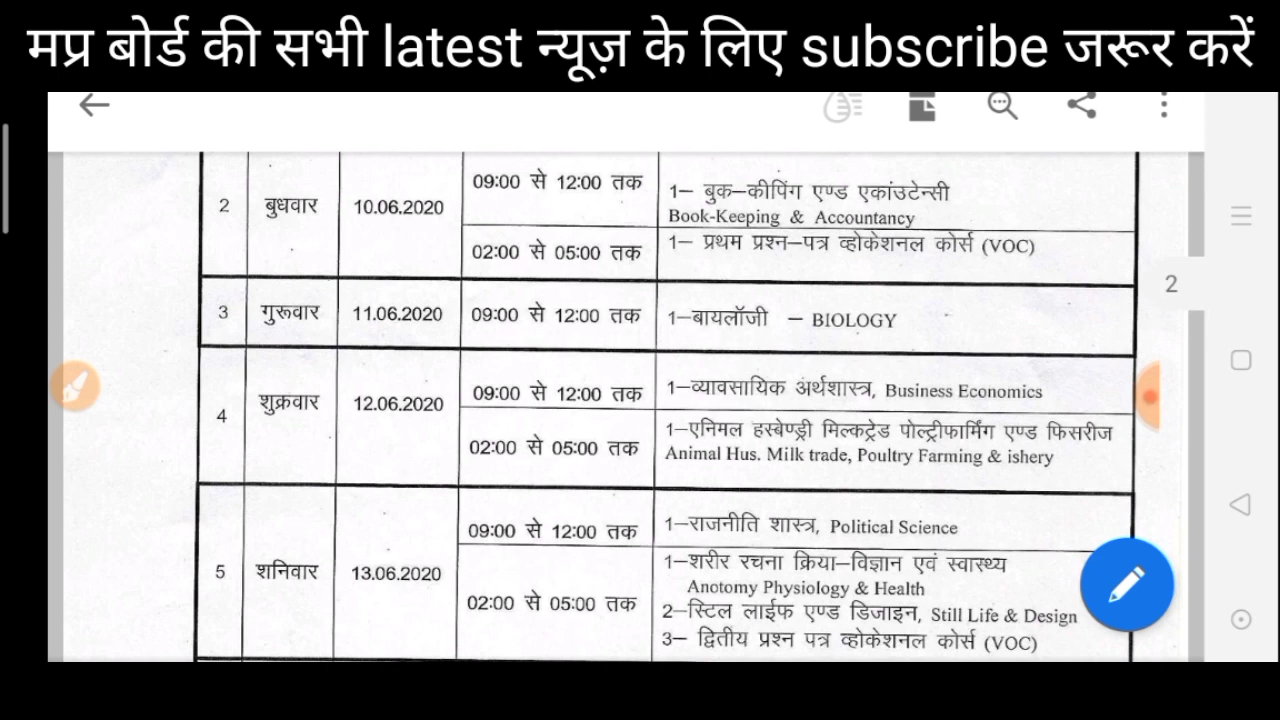 मप्र बोर्ड की सभी latest न्यूज़ के लिए subscribe जरूर करें
2 बुधवार 10.06.2020 09:00 से 12:00 तक 1– बुक–कीपिंग एण्ड एकांउटेन्सी
Book-Keeping & Accountancy
02:00 से 05:00 तक 1– प्रथम प्रश्न–पत्र व्होकेशनल कोर्स (VOC)
2
3 गुरूवार 11.06.2020 09:00 से 12:00 तक 1–बायलॉजी – BIOLOGY
4 शुक्रवार 12.06.2020 09:00 से 12:00 तक 1–व्यावसायिक अर्थशास्त्र, Business Economics
02:00 से 05:00 तक 1–एनिमल हस्बेण्ड्री मिल्कट्रेड पोल्ट्रीफार्मिंग एण्ड फिसरीज
Animal Hus. Milk trade, Poultry Farming & ishery
5 शनिवार 13.06.2020 09:00 से 12:00 तक 1–राजनीति शास्त्र, Political Science
02:00 से 05:00 तक 1–शरीर रचना क्रिया–विज्ञान एवं स्वास्थ्य
Anotomy Physiology & Health
2–स्टिल लाईफ एण्ड डिजाइन, Still Life & Design
3– द्वितीय प्रश्न पत्र व्होकेशनल कोर्स (VOC)